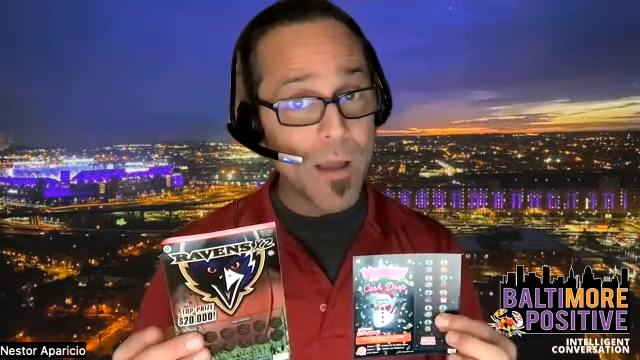 RAVENS X2
TOP PRIZE
$20,000!
Cash Drop
Nestor Aparicio
BALTIMORE
POSITIVE
INTELLIGENT
CONVERSATION